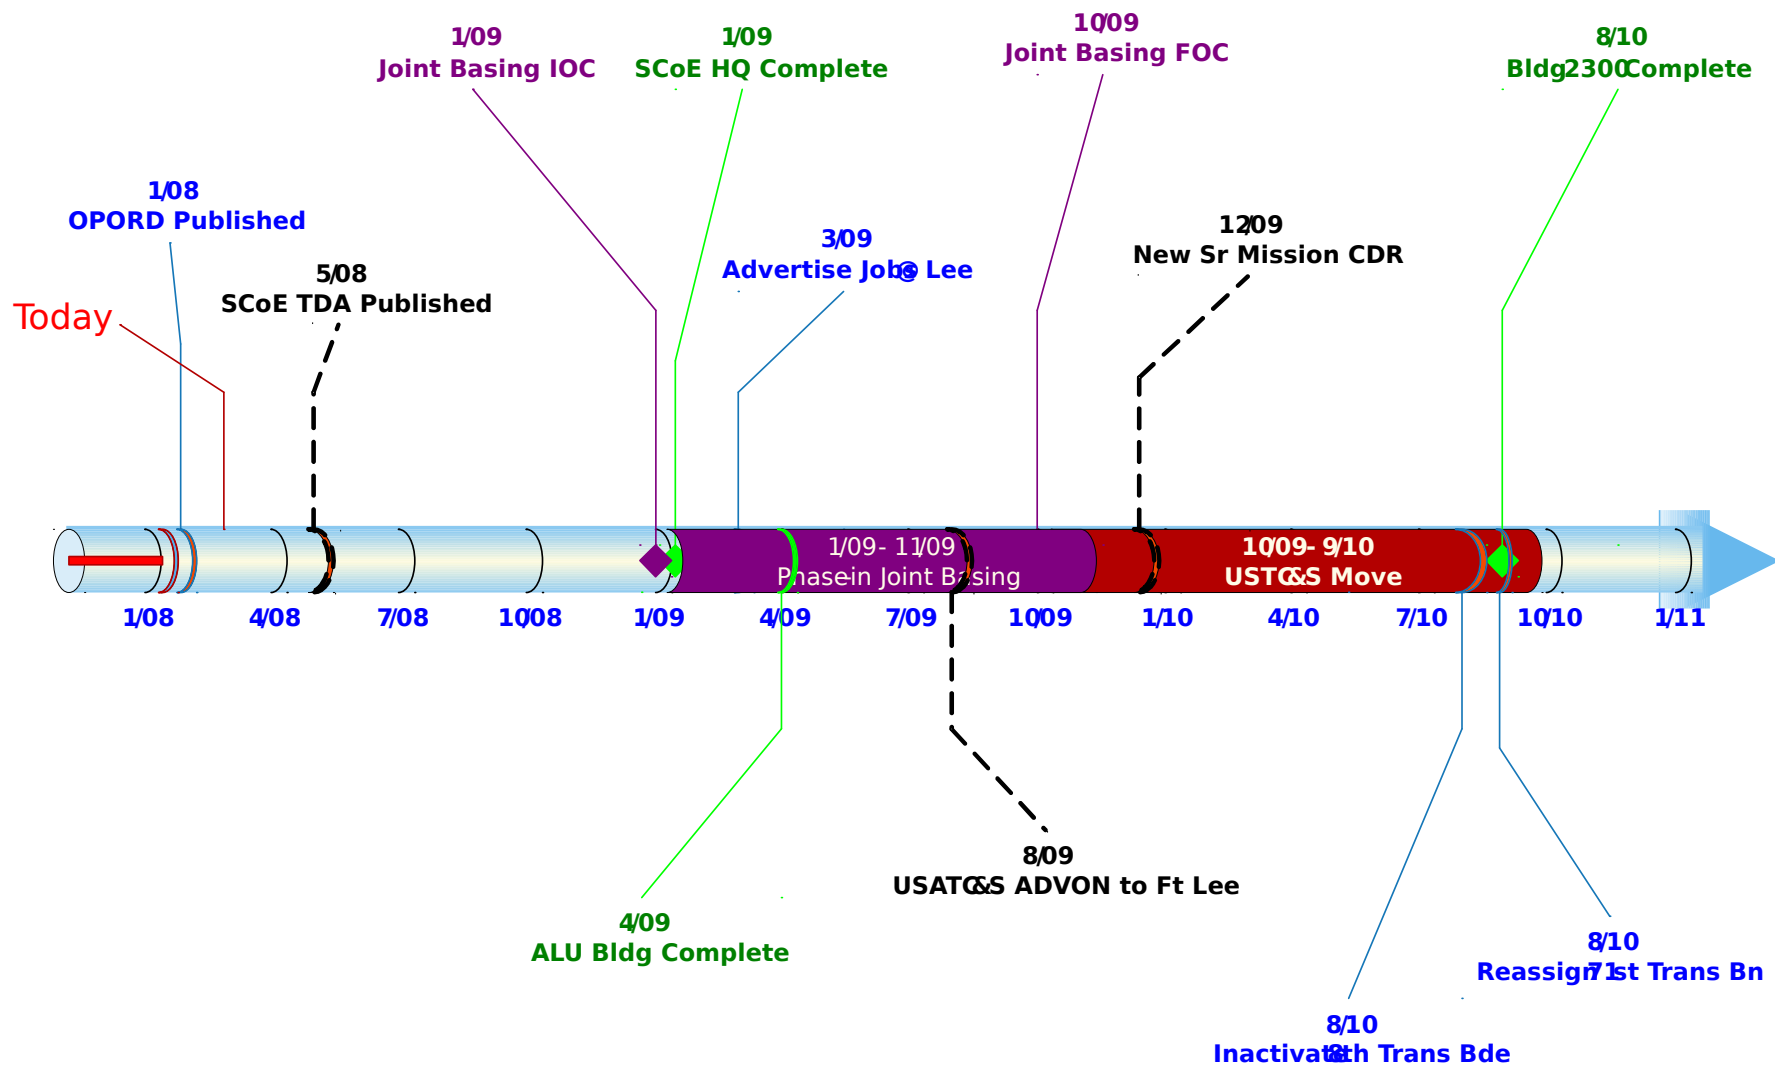 10/09
Joint Basing FOC
1/09
Joint Basing IOC
1/09
SCoE HQ Complete
8/10
Bldg 2300 Complete
1/08
OPORD Published
12/09
New Sr Mission CDR
3/09
Advertise Jobs @ Lee
5/08
SCoE TDA Published
Today
1/09 - 11/09
Phase-in Joint Basing
10/09 - 9/10
USTC&S Move
1/08 4/08 7/08 10/08 1/09 4/09 7/09 10/09 1/10 4/10 7/10 10/10 1/11
8/09
USATC&S ADVON to Ft Lee
4/09
ALU Bldg Complete
8/10
Reassign 71st Trans Bn
8/10
Inactivate 8th Trans Bde